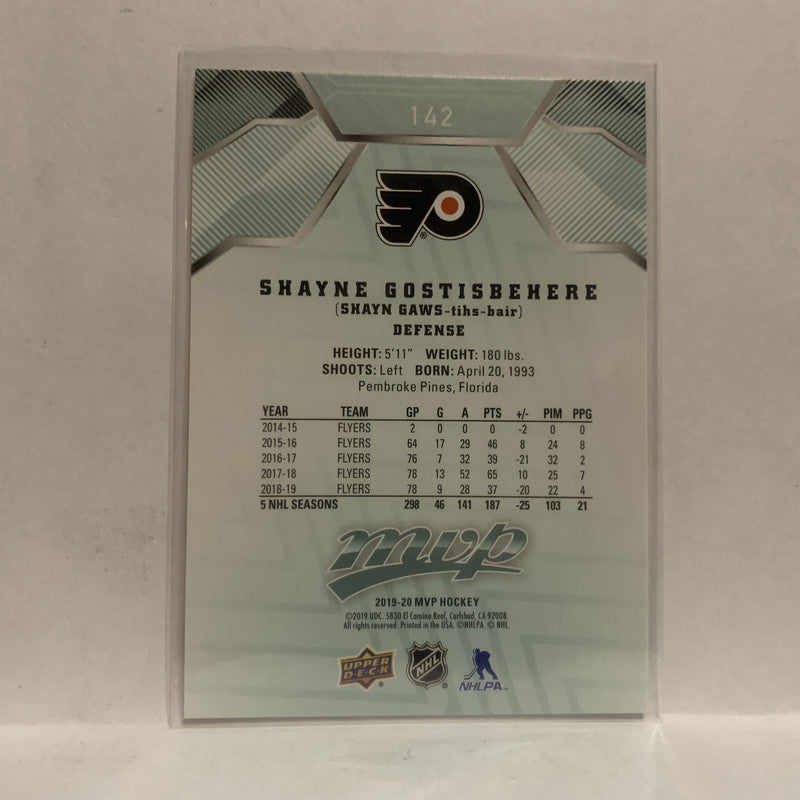 142
®
SHAYNE GOSTISBEHERE
(SHAYN GAWS-tihs-bair)
DEFENSE
HEIGHT: 5'11" WEIGHT: 180 lbs.
SHOOTS: Left BORN: April 20, 1993
Pembroke Pines, Florida
YEAR TEAM GP G A PTS +/- PIM PPG
2014-15 FLYERS 2 0 0 0 -2 0 0
2015-16 FLYERS 64 17 29 46 8 24 8
2016-17 FLYERS 76 7 32 39 -21 32 2
2017-18 FLYERS 78 13 52 65 10 25 7
2018-19 FLYERS 78 9 28 37 -20 22 4
5 NHL SEASONS 298 46 141 187 -25 103 21
mvp
2019-20 MVP HOCKEY
©2019 UDC. 5830 El Camino Real, Carlsbad, CA 92008.
All rights reserved. Printed in the USA. ©NHLPA. © NHL.
UPPER DECK® NHL® NHLPA™